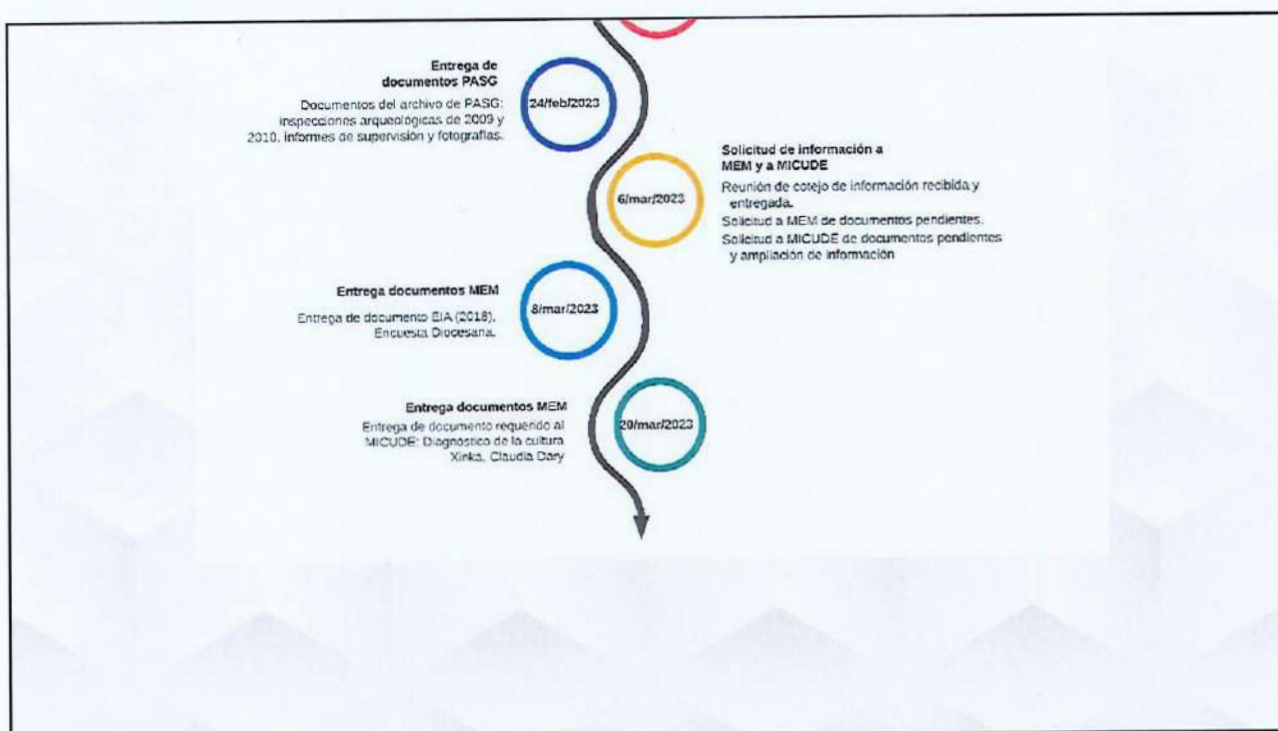 Entrega de
documentos PASG
Documentos del archivo de PASG:
inspecciones arqueológicas de 2009 y
2010, informes de supervisión y fotografías.
24/feb/2023
Solicitud de información a
MEM y a MICUDE
Reunión de cotejo de información recibida y
entregada.
Solicitud a MEM de documentos pendientes.
Solicitud a MICUDE de documentos pendientes
y ampliación de información
6/mar/2023
Entrega documentos MEM
Entrega de documento EIA (2018),
Encuesta Diocesana.
8/mar/2023
Entrega documentos MEM
Entrega de documento requerido al
MICUDE: Diagnóstico de la cultura
Xinka, Claudia Dary
20/mar/2023